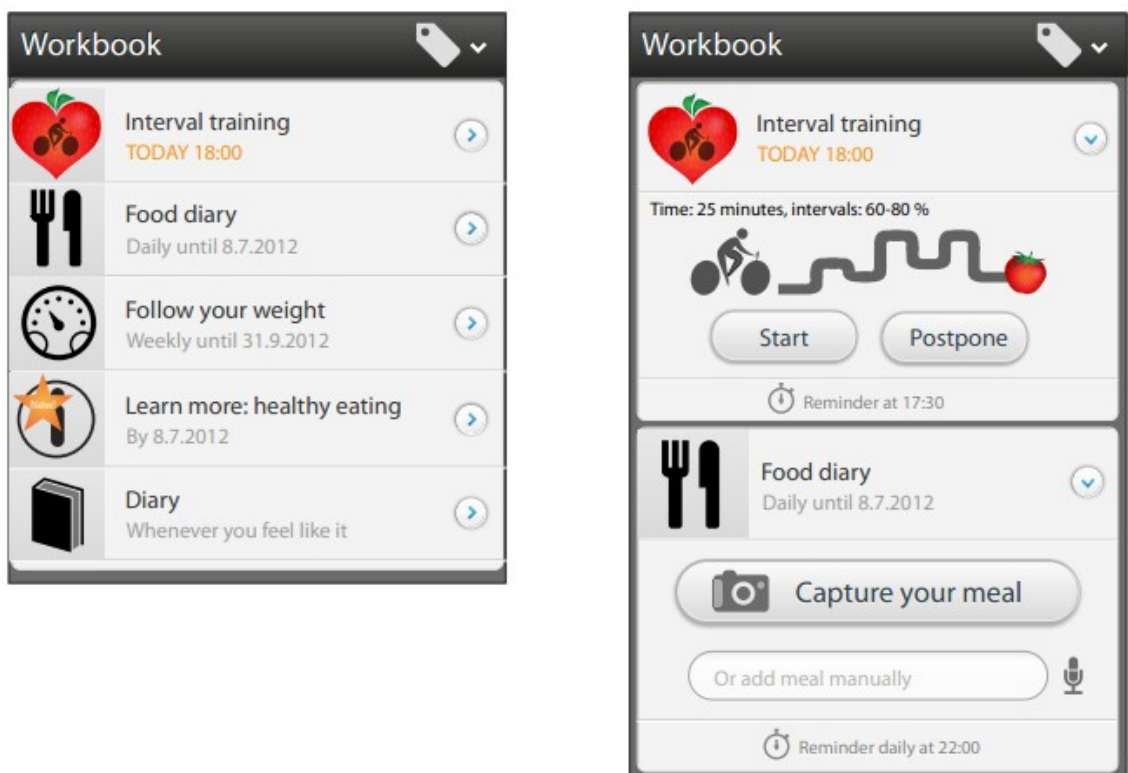 Workbook
Interval training
TODAY 18:00
Food diary
Daily until 8.7.2012
Follow your weight
Weekly until 31.9.2012
New!
Learn more: healthy eating
By 8.7.2012
Diary
Whenever you feel like it
Workbook
Interval training
TODAY 18:00
Time: 25 minutes, intervals: 60-80 %
Start
Postpone
Reminder at 17:30
Food diary
Daily until 8.7.2012
Capture your meal
Or add meal manually
Reminder daily at 22:00